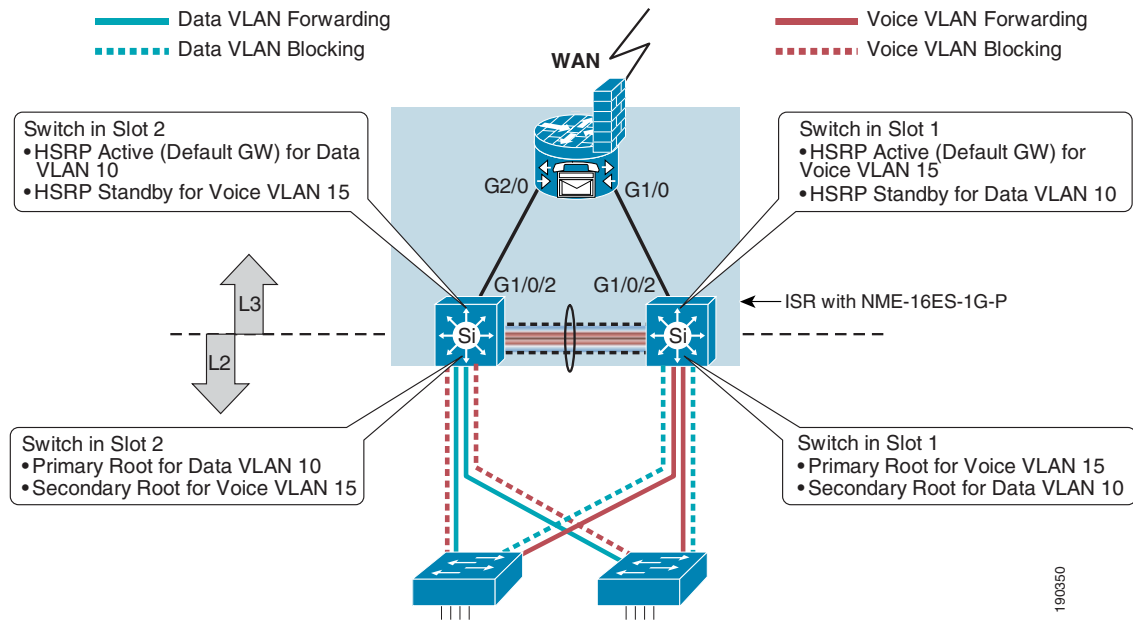 Data VLAN Forwarding
Data VLAN Blocking
Voice VLAN Forwarding
Voice VLAN Blocking
WAN
Switch in Slot 2
•HSRP Active (Default GW) for Data
VLAN 10
•HSRP Standby for Voice VLAN 15
Switch in Slot 1
•HSRP Active (Default GW) for
Voice VLAN 15
•HSRP Standby for Data VLAN 10
G2/0
G1/0
G1/0/2
G1/0/2
ISR with NME-16ES-1G-P
L3
Si
Si
L2
Switch in Slot 2
•Primary Root for Data VLAN 10
•Secondary Root for Voice VLAN 15
Switch in Slot 1
•Primary Root for Voice VLAN 15
•Secondary Root for Data VLAN 10
190350